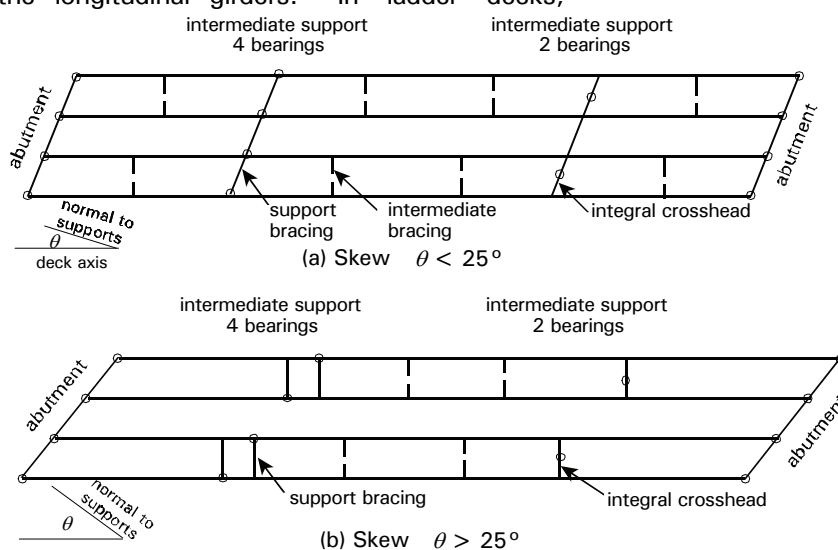 the longitudinal girders. In ladder decks,
intermediate support
4 bearings
intermediate support
2 bearings
abutment
abutment
normal to
supports
θ
deck axis
support
bracing
intermediate
bracing
integral crosshead
(a) Skew θ < 25°
intermediate support
4 bearings
intermediate support
2 bearings
abutment
abutment
normal to
supports
θ
support bracing
integral crosshead
(b) Skew θ > 25°